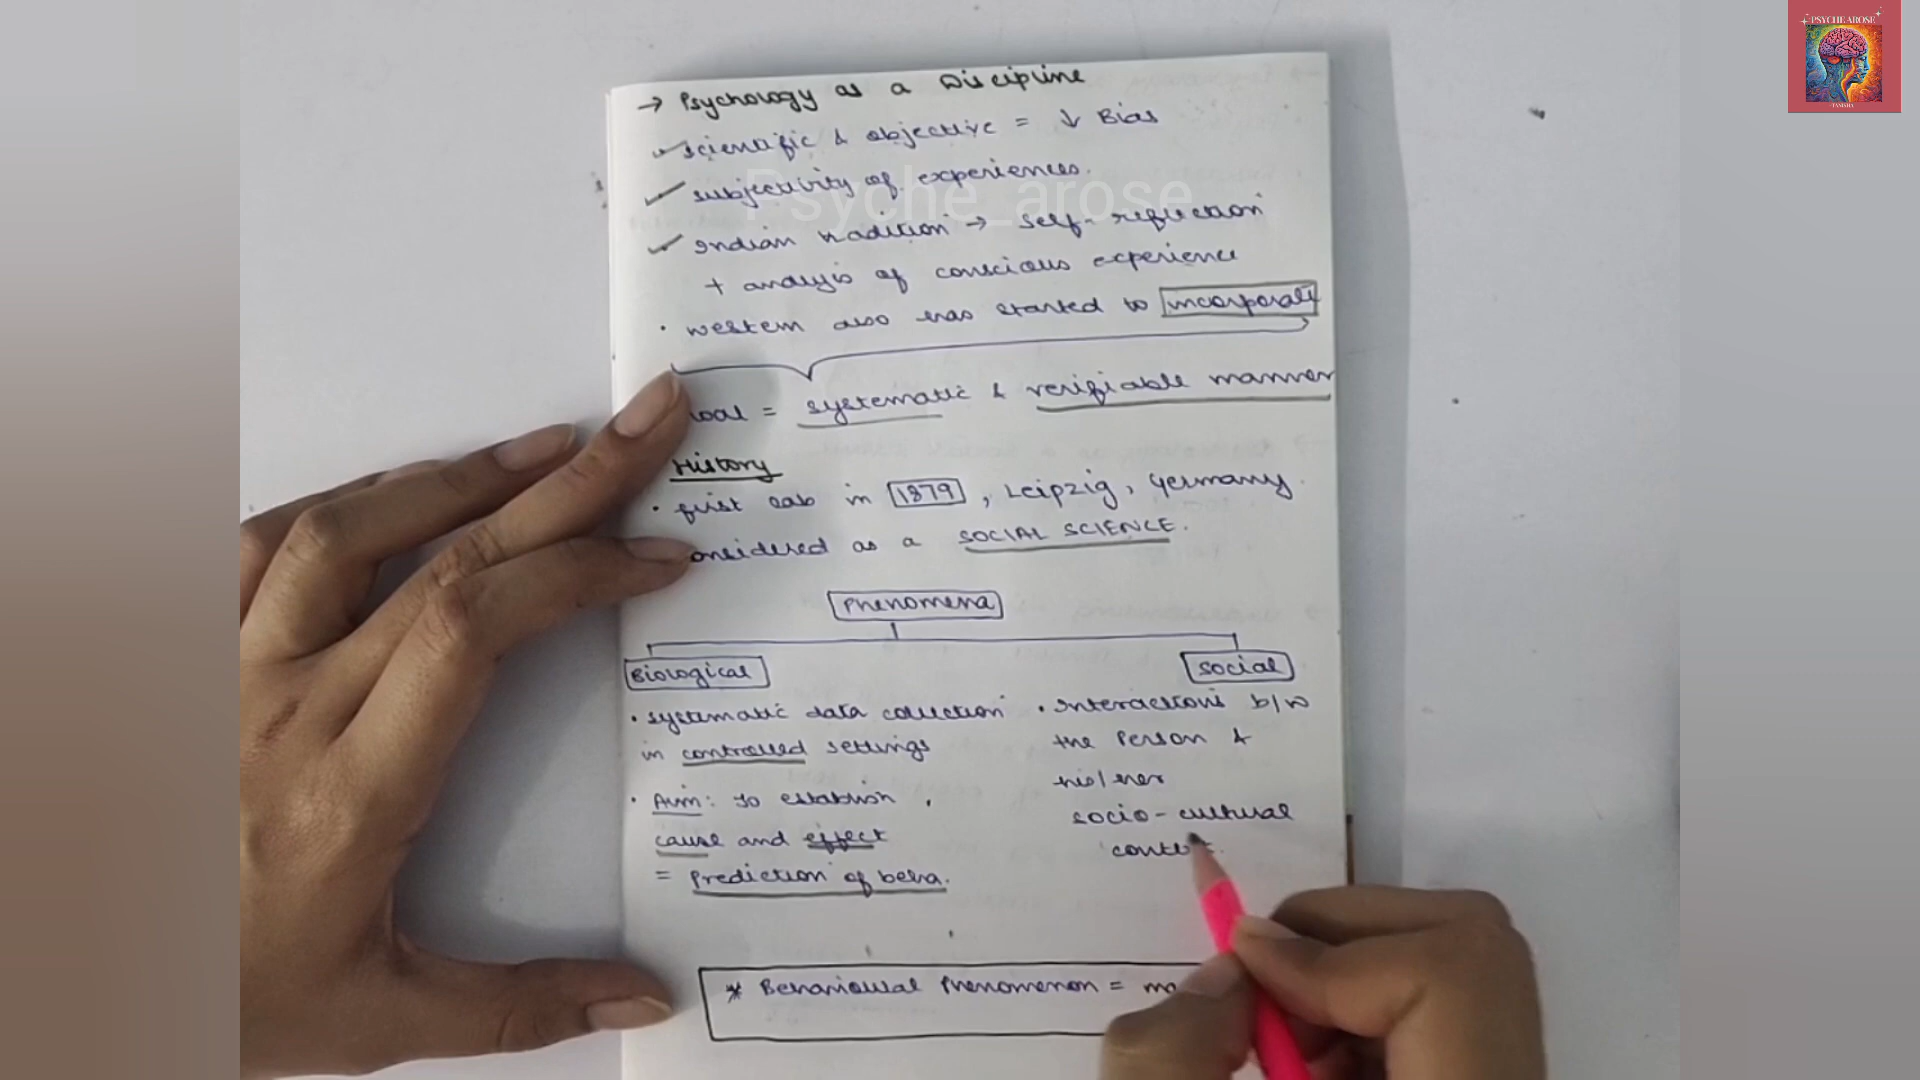 → Psychology as a Discipline
scientific & objective = ↓ Bias
subjectivity of experiences.
Indian tradition → self-reflection
+ analysis of conscious experience
• western also has started to incorporate
= systematic & verifiable manner
History
• first lab in 1879, Leipzig, Germany.
considered as a SOCIAL SCIENCE.
Phenomena
Biological
• systematic data collection
in controlled settings
• Aim: to establish
cause and effect
= Prediction of beha.
Social
• Interactions b/w
the Person &
his/her
socio-cultural
* Behavioural Phenomenon =
Psyche_arose
PSYCHE AROSE